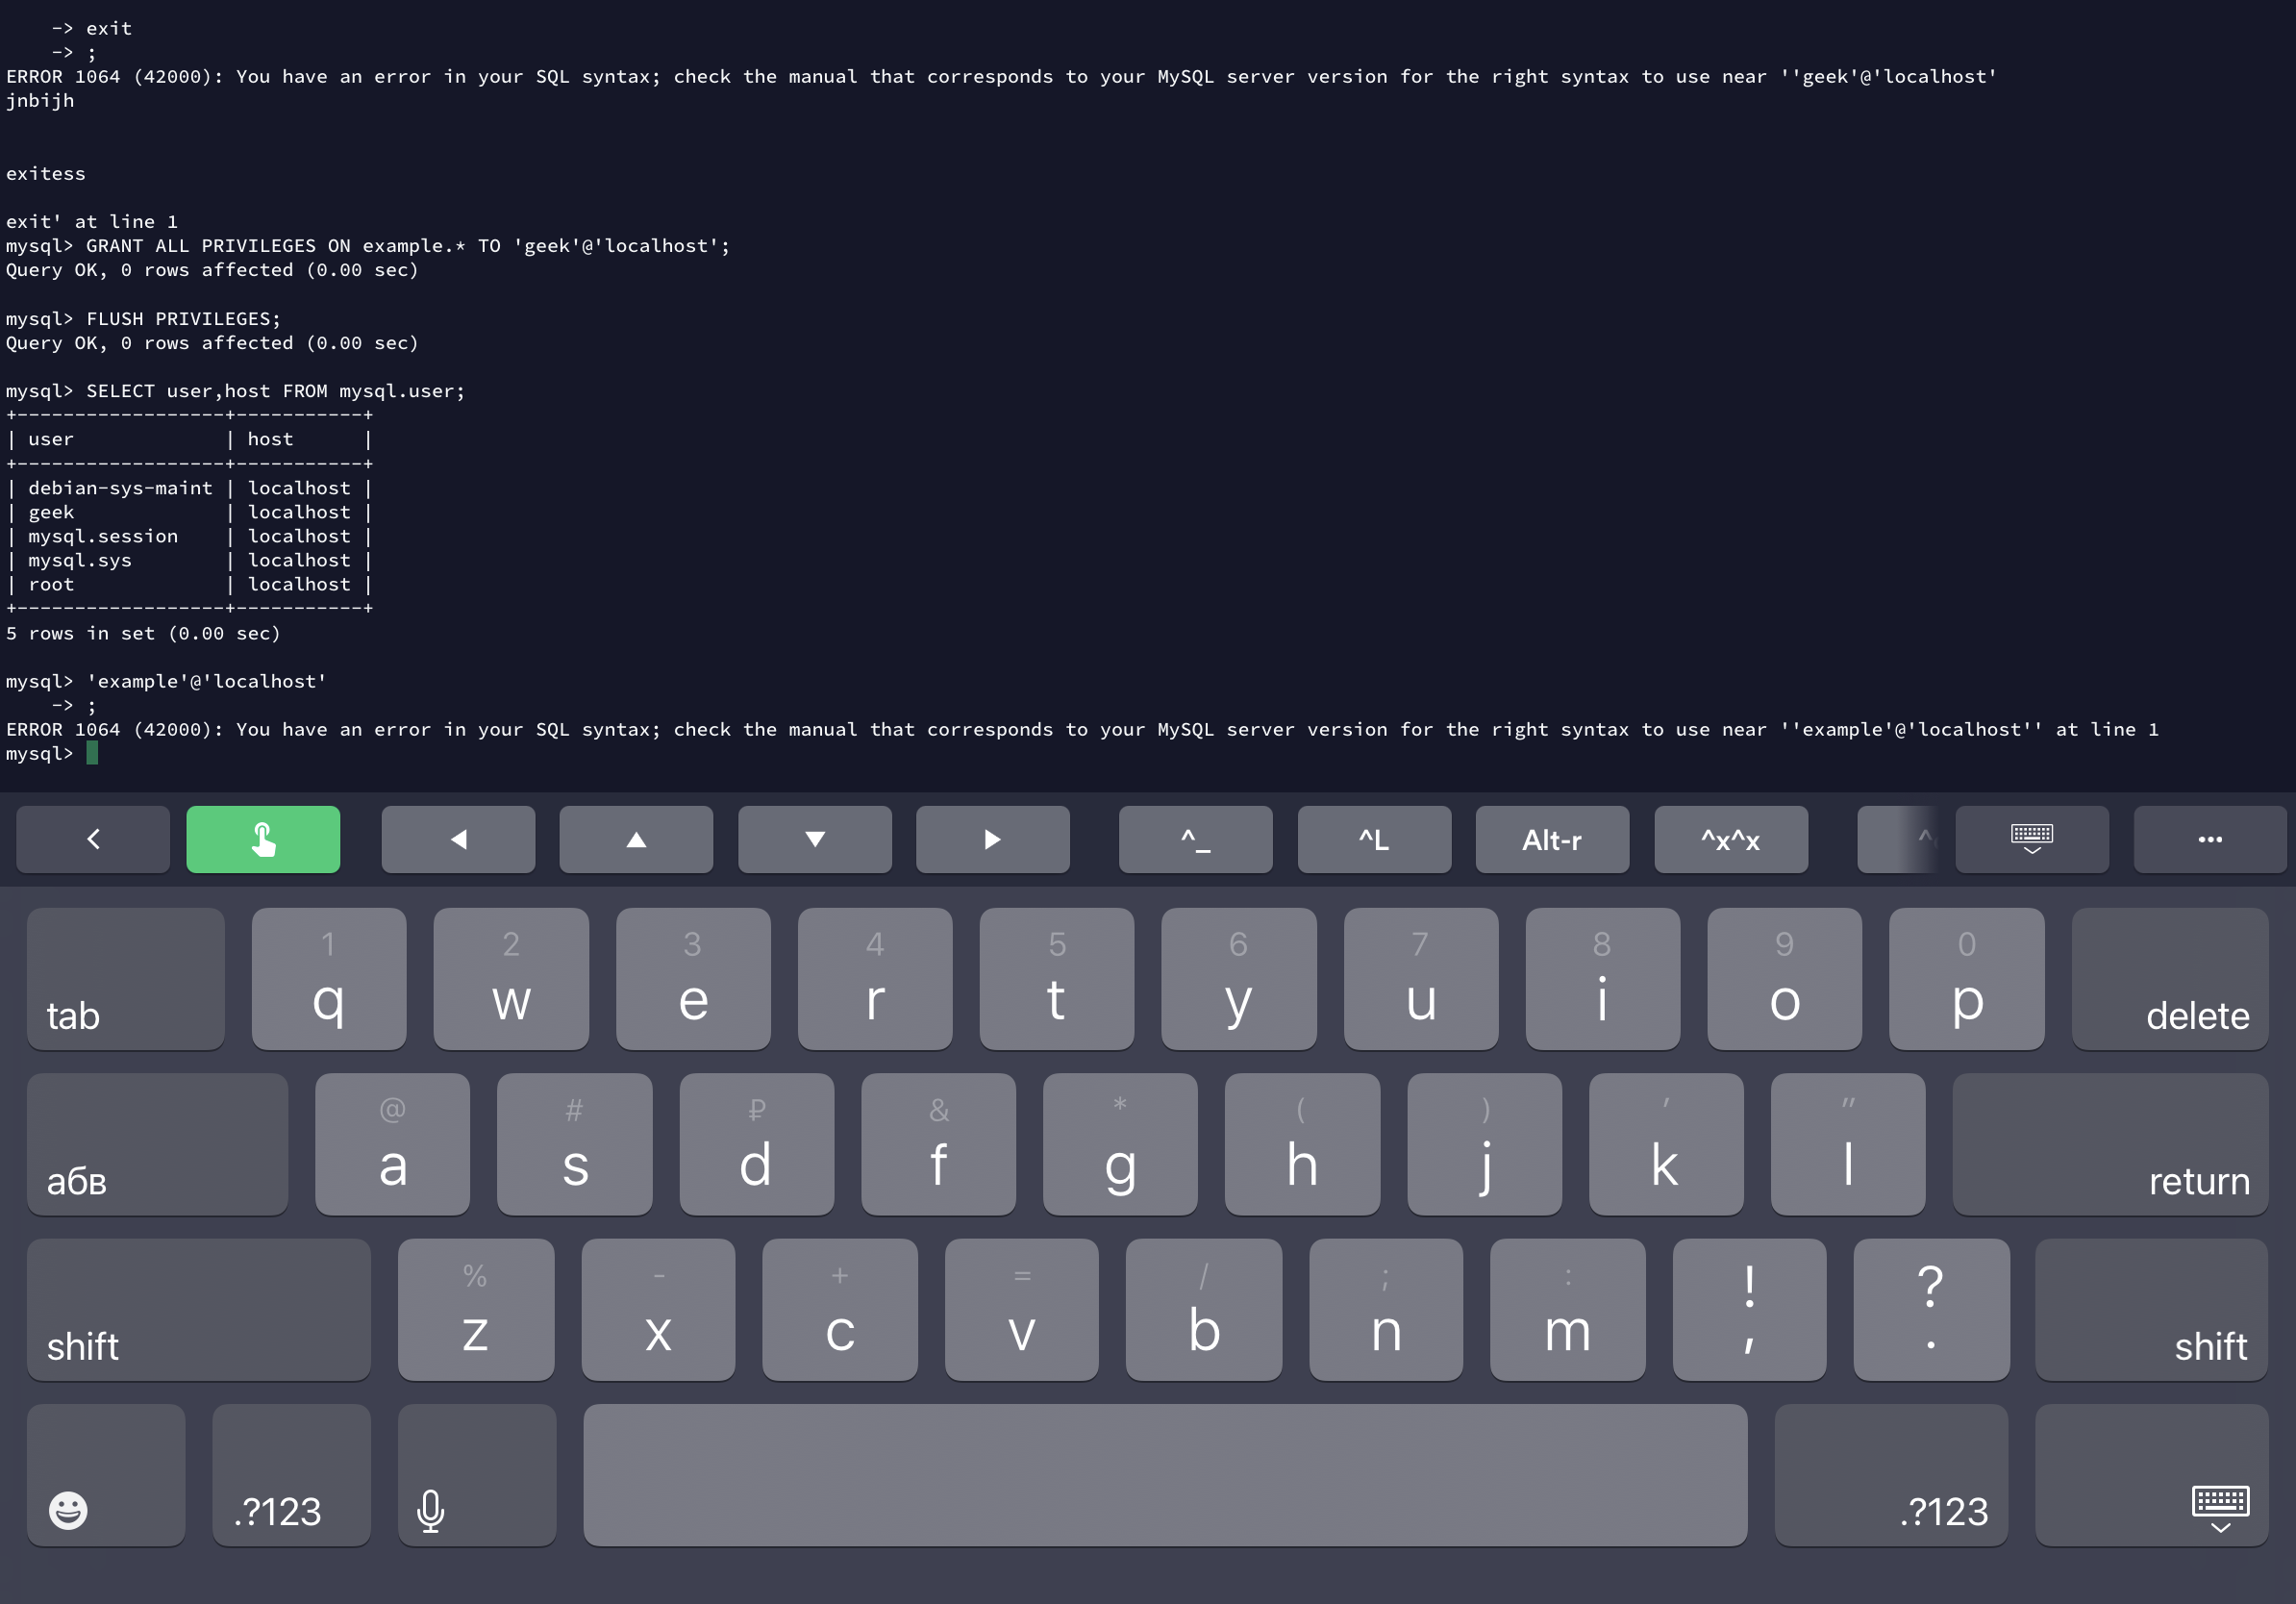 -> exit
-> ;
ERROR 1064 (42000): You have an error in your SQL syntax; check the manual that corresponds to your MySQL server version for the right syntax to use near ''geek'@'localhost'
jnbijh
exitess
exit' at line 1
mysql> GRANT ALL PRIVILEGES ON example.* TO 'geek'@'localhost';
Query OK, 0 rows affected (0.00 sec)
mysql> FLUSH PRIVILEGES;
Query OK, 0 rows affected (0.00 sec)
mysql> SELECT user,host FROM mysql.user;
+------------------+-----------+
| user             | host      |
+------------------+-----------+
| debian-sys-maint | localhost |
| geek             | localhost |
| mysql.session    | localhost |
| mysql.sys        | localhost |
| root             | localhost |
+------------------+-----------+
5 rows in set (0.00 sec)
mysql> 'example'@'localhost'
-> ;
ERROR 1064 (42000): You have an error in your SQL syntax; check the manual that corresponds to your MySQL server version for the right syntax to use near ''example'@'localhost'' at line 1
mysql>
^_ ^L Alt-r ^x^x
1 2 3 4 5 6 7 8 9 0
tab q w e r t y u i o p delete
@ # ₽ & * ( ) ' "
абв a s d f g h j k l return
% - + = / ; : ! ?
shift z x c v b n m , . shift
.?123 .?123